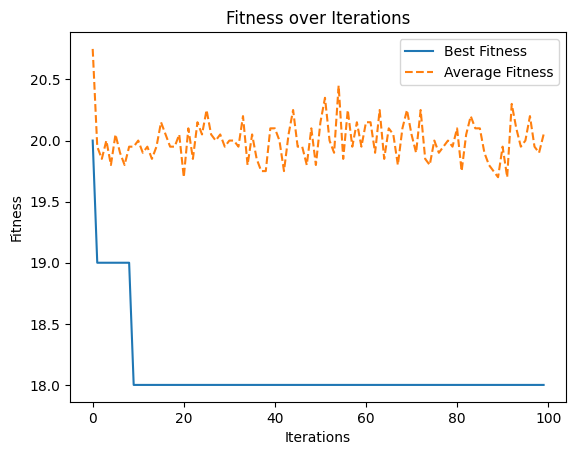 Fitness over Iterations
Best Fitness
Average Fitness
20.5
20.0
19.5
19.0
18.5
18.0
Fitness
0 20 40 60 80 100
Iterations